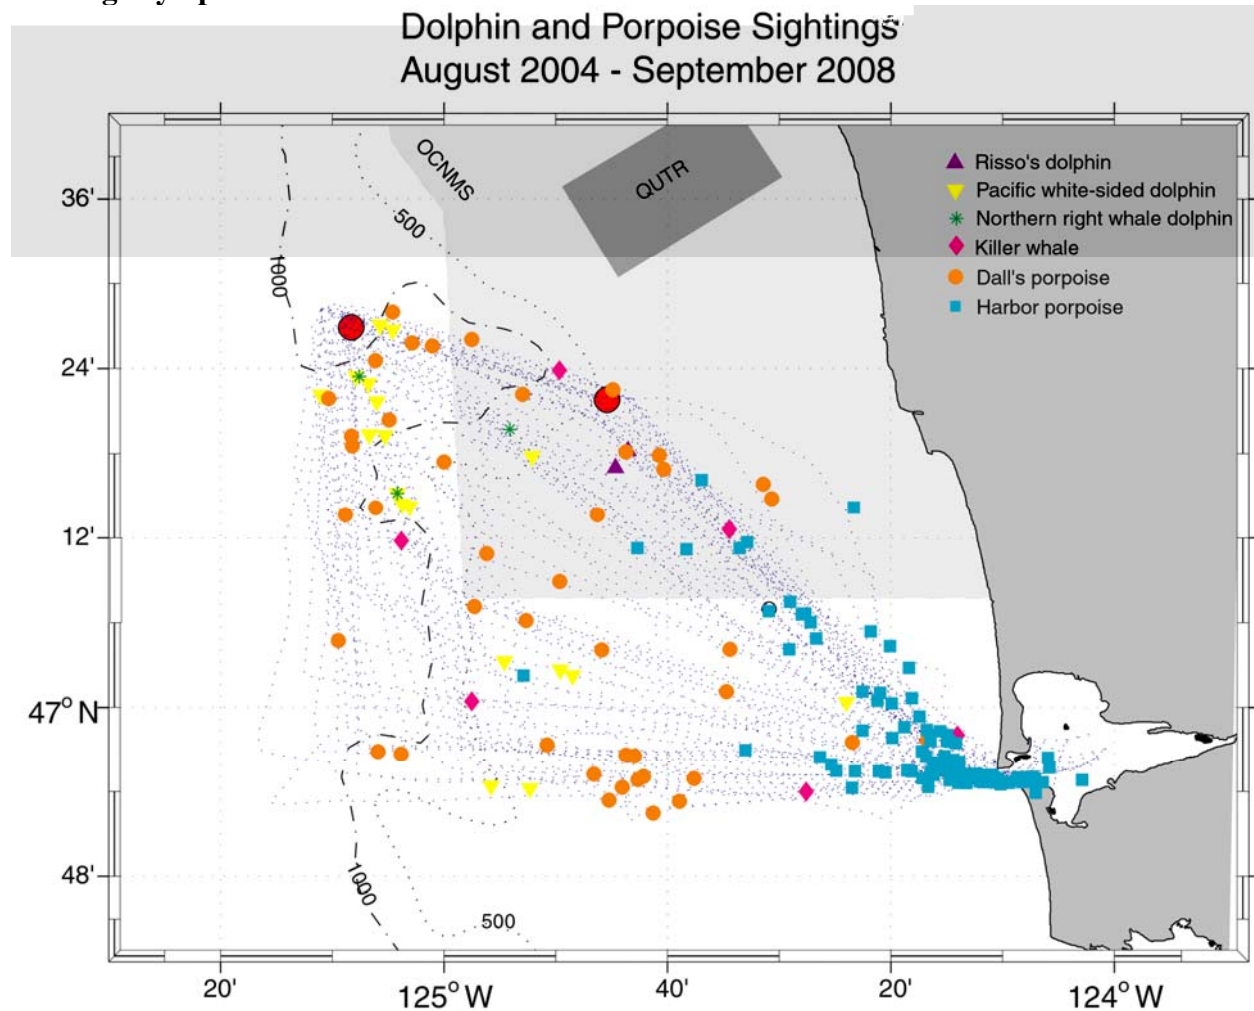 Dolphin and Porpoise Sightings
August 2004 - September 2008
OCNMS
QUTR
Risso's dolphin
Pacific white-sided dolphin
Northern right whale dolphin
Killer whale
Dall's porpoise
Harbor porpoise
500
1000
36'
24'
12'
47° N
48'
1000
500
20'
125° W
40'
20'
124° W